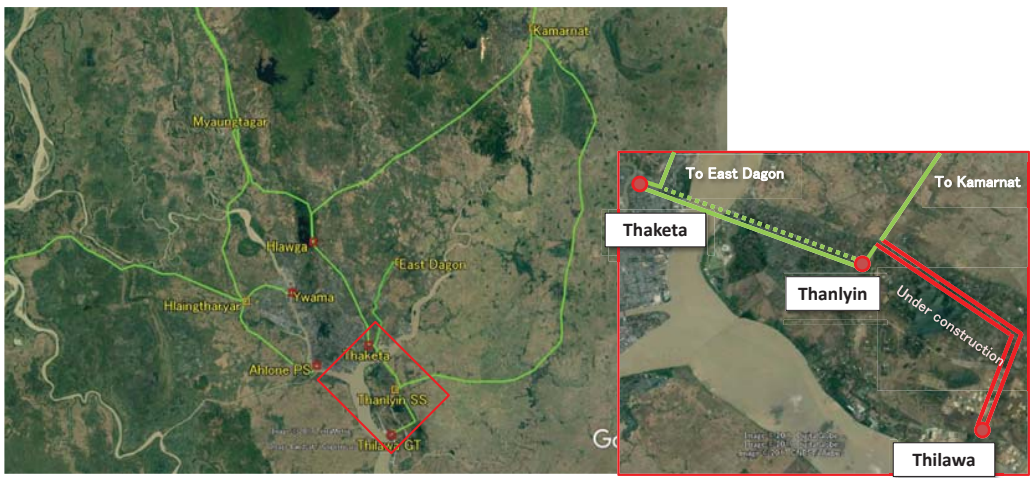 Kamarnat
Myaungtagar
Hlawga
East Dagon
Hlaingtharyar
Ywama
Thaketa
Ahlone PS
Thanlyin SS
Thilawa GT
To East Dagon
To Kamarnat
Thaketa
Thanlyin
Under construction
Thilawa